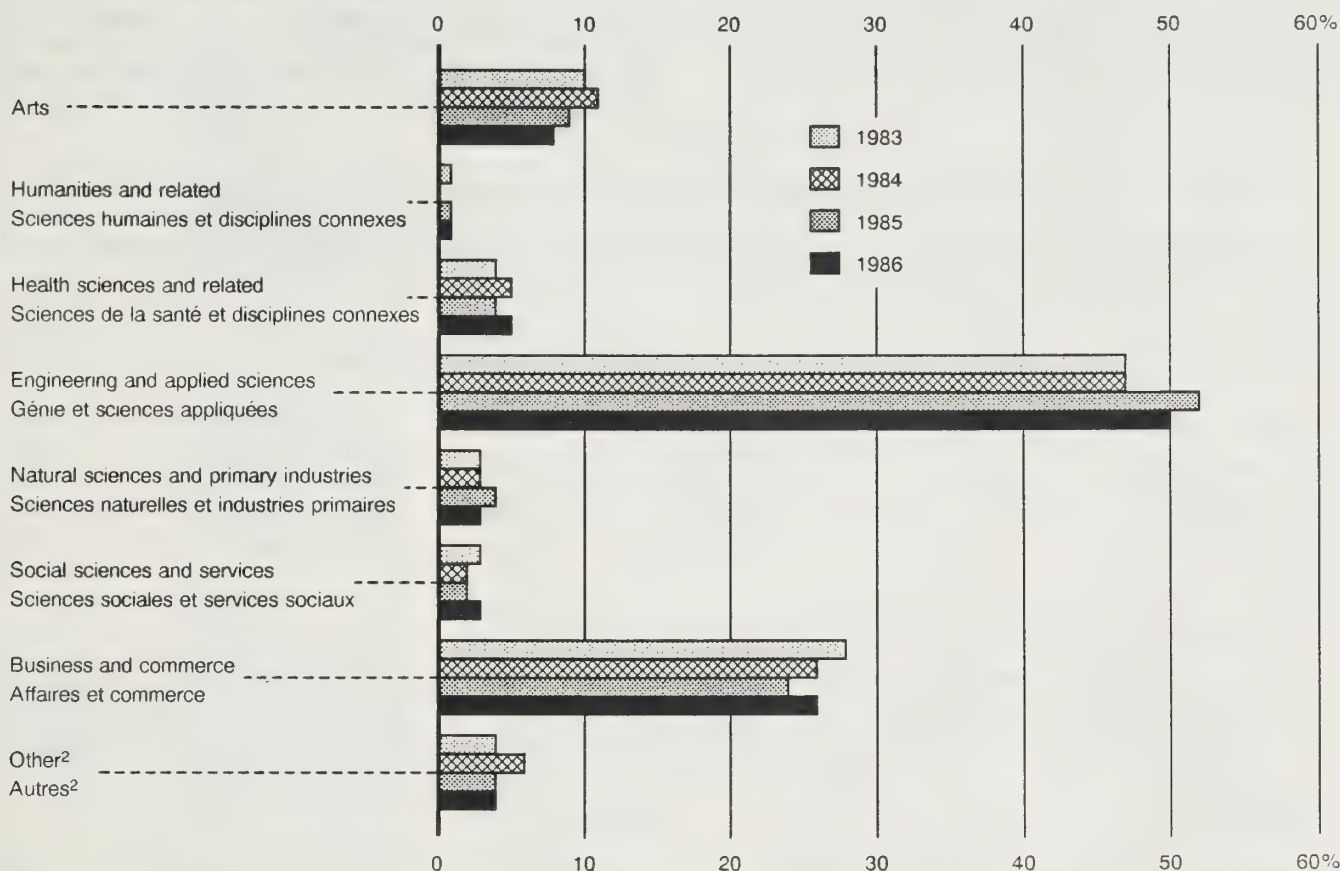 0 10 20 30 40 50 60%
Arts
Humanities and related
Sciences humaines et disciplines connexes
Health sciences and related
Sciences de la santé et disciplines connexes
Engineering and applied sciences
Génie et sciences appliquées
Natural sciences and primary industries
Sciences naturelles et industries primaires
Social sciences and services
Sciences sociales et services sociaux
Business and commerce
Affaires et commerce
Other²
Autres²
1983
1984
1985
1986
0 10 20 30 40 50 60%